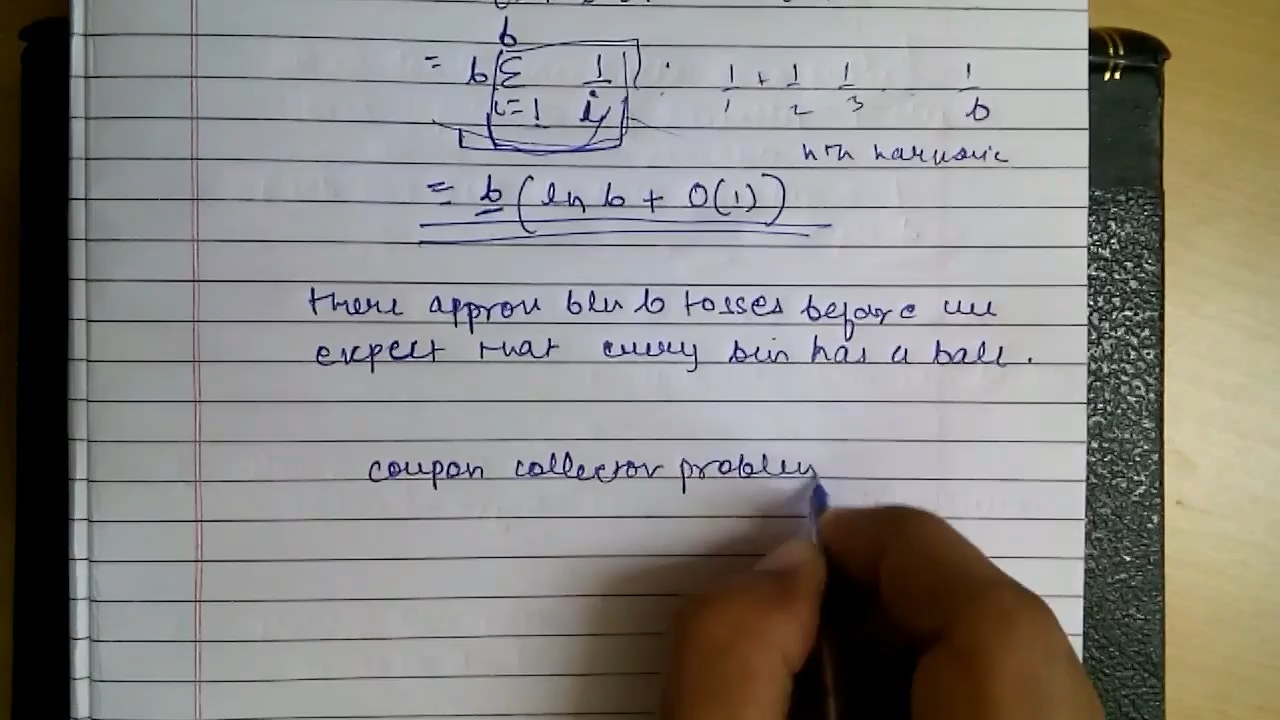 b
= b Σ 1/i : 1/1 + 1/2 1/3 . . . 1/b
i=1
nth harmonic
= b (ln b + O(1))
there approx b ln b tosses before we
expect that every bin has a ball.
coupon collector problem